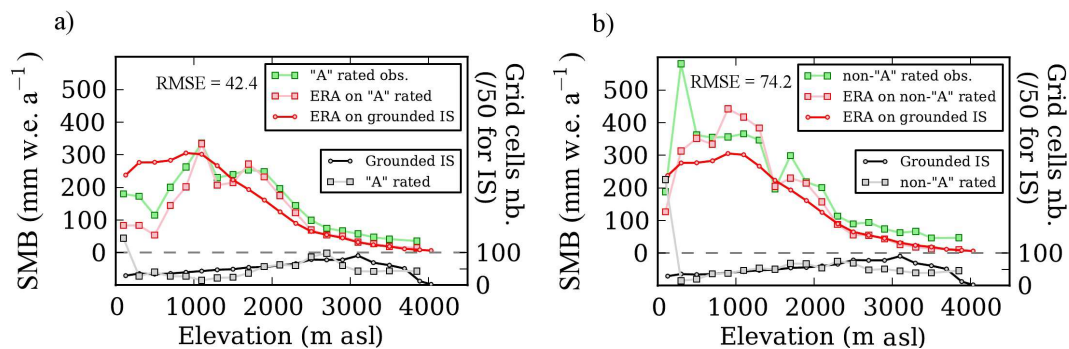 a)
RMSE = 42.4
"A" rated obs.
ERA on "A" rated
ERA on grounded IS
Grounded IS
"A" rated
SMB (mm w.e. a⁻¹)
500
400
300
200
100
0
Grid cells nb.
(/50 for IS)
100
0
0 1000 2000 3000 4000
Elevation (m asl)
b)
RMSE = 74.2
non-"A" rated obs.
ERA on non-"A" rated
ERA on grounded IS
Grounded IS
non-"A" rated
SMB (mm w.e. a⁻¹)
500
400
300
200
100
0
Grid cells nb.
(/50 for IS)
100
0
0 1000 2000 3000 4000
Elevation (m asl)